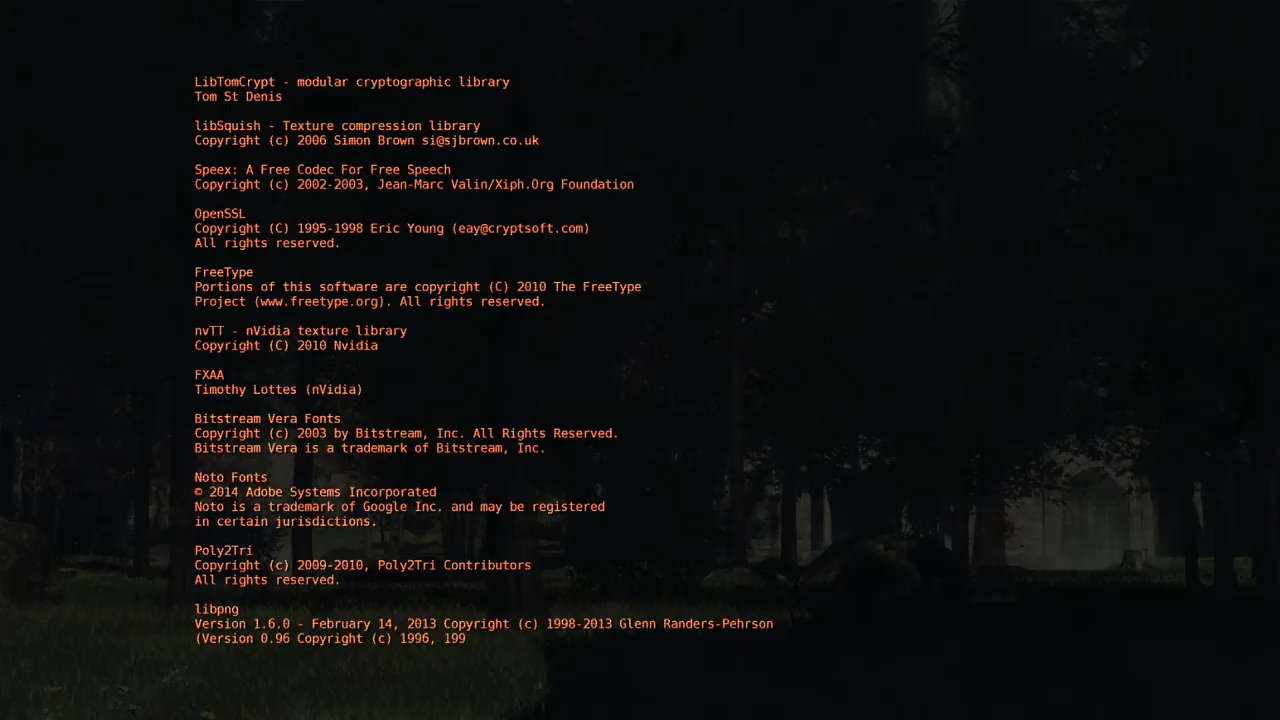 LibTomCrypt - modular cryptographic library
Tom St Denis
libSquish - Texture compression library
Copyright (c) 2006 Simon Brown si@sjbrown.co.uk
Speex: A Free Codec For Free Speech
Copyright (c) 2002-2003, Jean-Marc Valin/Xiph.Org Foundation
OpenSSL
Copyright (C) 1995-1998 Eric Young (eay@cryptsoft.com)
All rights reserved.
FreeType
Portions of this software are copyright (C) 2010 The FreeType
Project (www.freetype.org). All rights reserved.
nvTT - nVidia texture library
Copyright (C) 2010 Nvidia
FXAA
Timothy Lottes (nVidia)
Bitstream Vera Fonts
Copyright (c) 2003 by Bitstream, Inc. All Rights Reserved.
Bitstream Vera is a trademark of Bitstream, Inc.
Noto Fonts
© 2014 Adobe Systems Incorporated
Noto is a trademark of Google Inc. and may be registered
in certain jurisdictions.
Poly2Tri
Copyright (c) 2009-2010, Poly2Tri Contributors
All rights reserved.
libpng
Version 1.6.0 - February 14, 2013 Copyright (c) 1998-2013 Glenn Randers-Pehrson
(Version 0.96 Copyright (c) 1996, 199